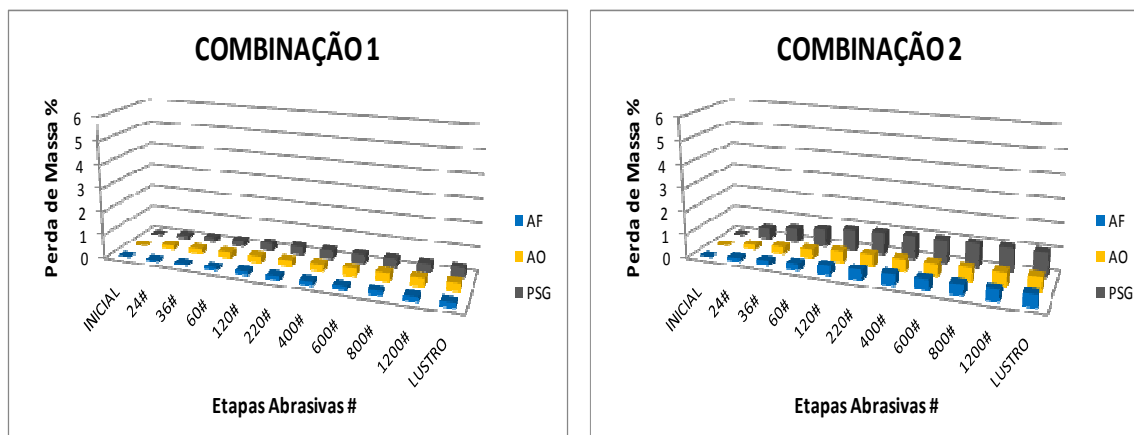 COMBINAÇÃO 1
Perda de Massa %
6
5
4
3
2
1
0
INICIAL
24#
36#
60#
120#
220#
400#
600#
800#
1200#
LUSTRO
Etapas Abrasivas #
AF
AO
PSG
COMBINAÇÃO 2
Perda de Massa %
6
5
4
3
2
1
0
INICIAL
24#
36#
60#
120#
220#
400#
600#
800#
1200#
LUSTRO
Etapas Abrasivas #
AF
AO
PSG